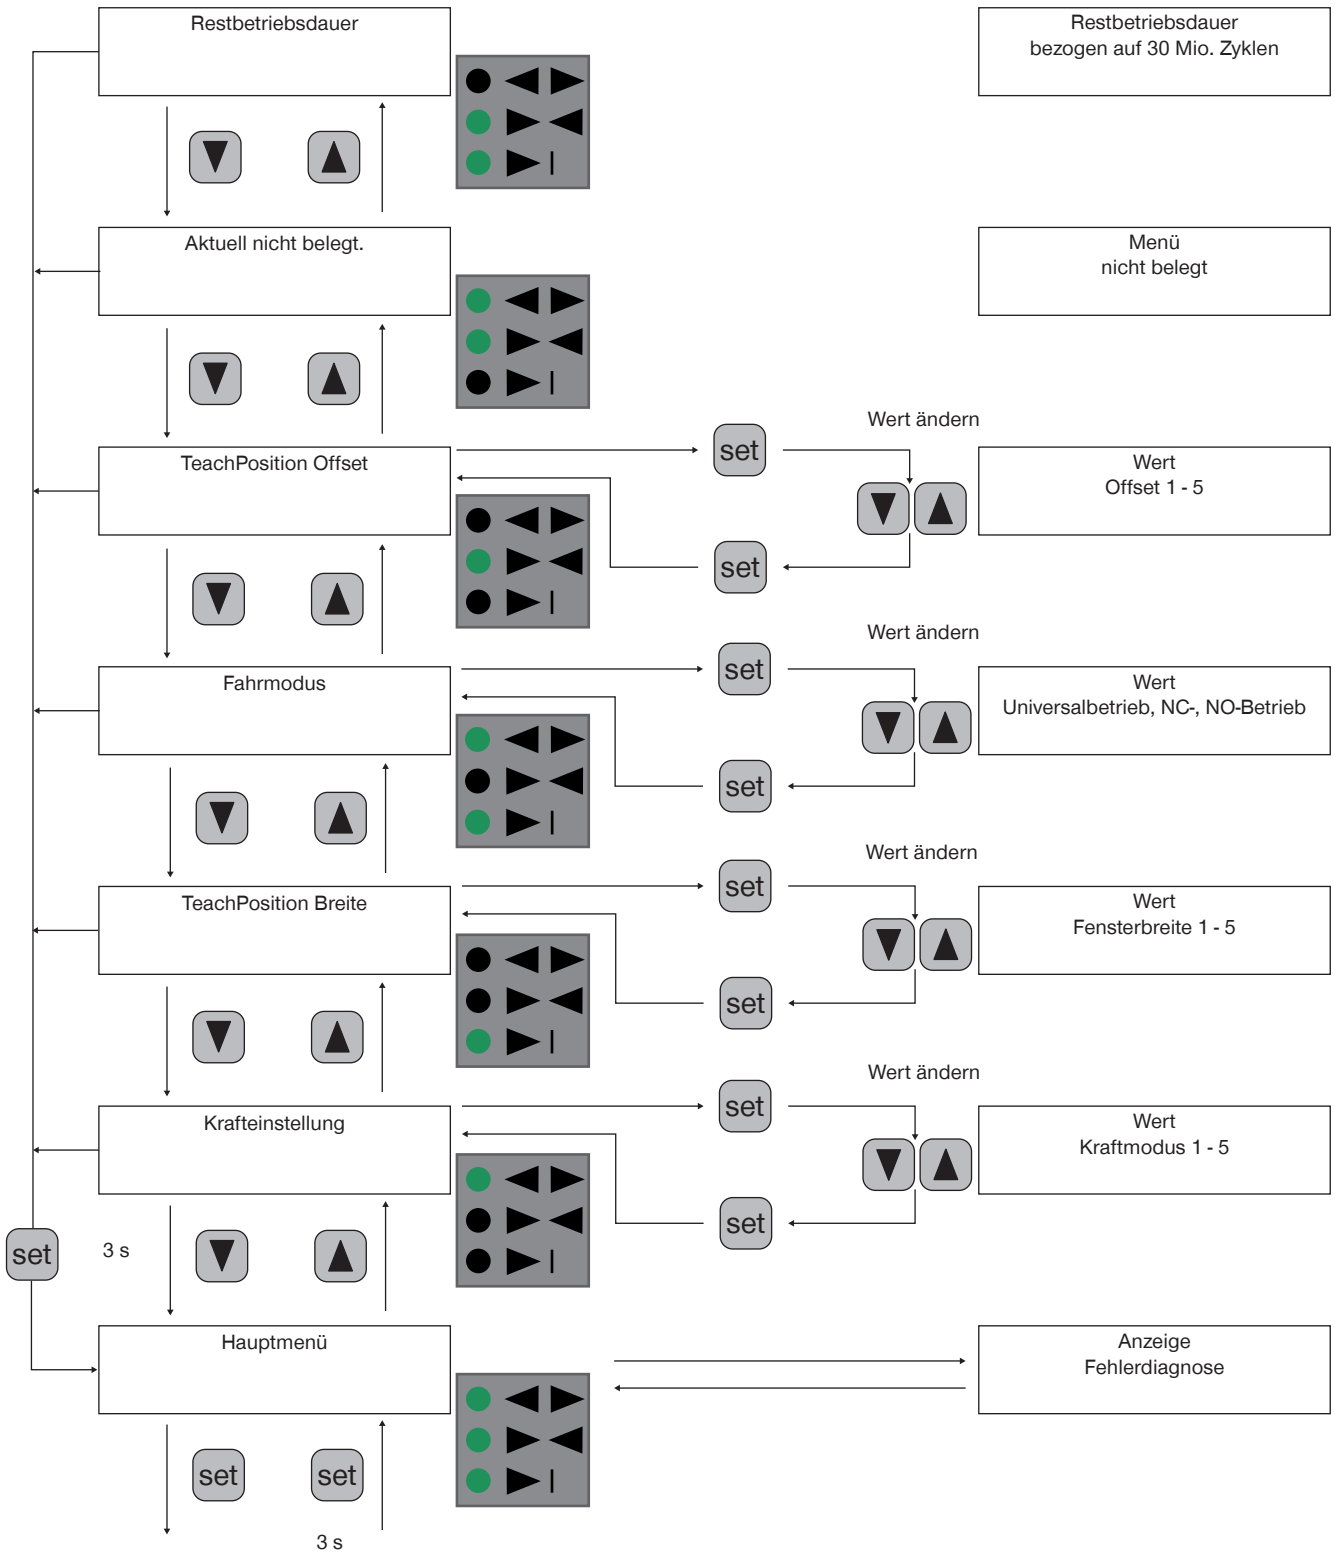 Restbetriebsdauer
Restbetriebsdauer
bezogen auf 30 Mio. Zyklen
Aktuell nicht belegt.
Menü
nicht belegt
Wert ändern
TeachPosition Offset
set
Wert
Offset 1 - 5
set
Wert ändern
Fahrmodus
set
Wert
Universalbetrieb, NC-, NO-Betrieb
set
Wert ändern
TeachPosition Breite
set
Wert
Fensterbreite 1 - 5
set
Wert ändern
Krafteinstellung
set
Wert
Kraftmodus 1 - 5
set
set
3 s
Hauptmenü
Anzeige
Fehlerdiagnose
set
set
3 s